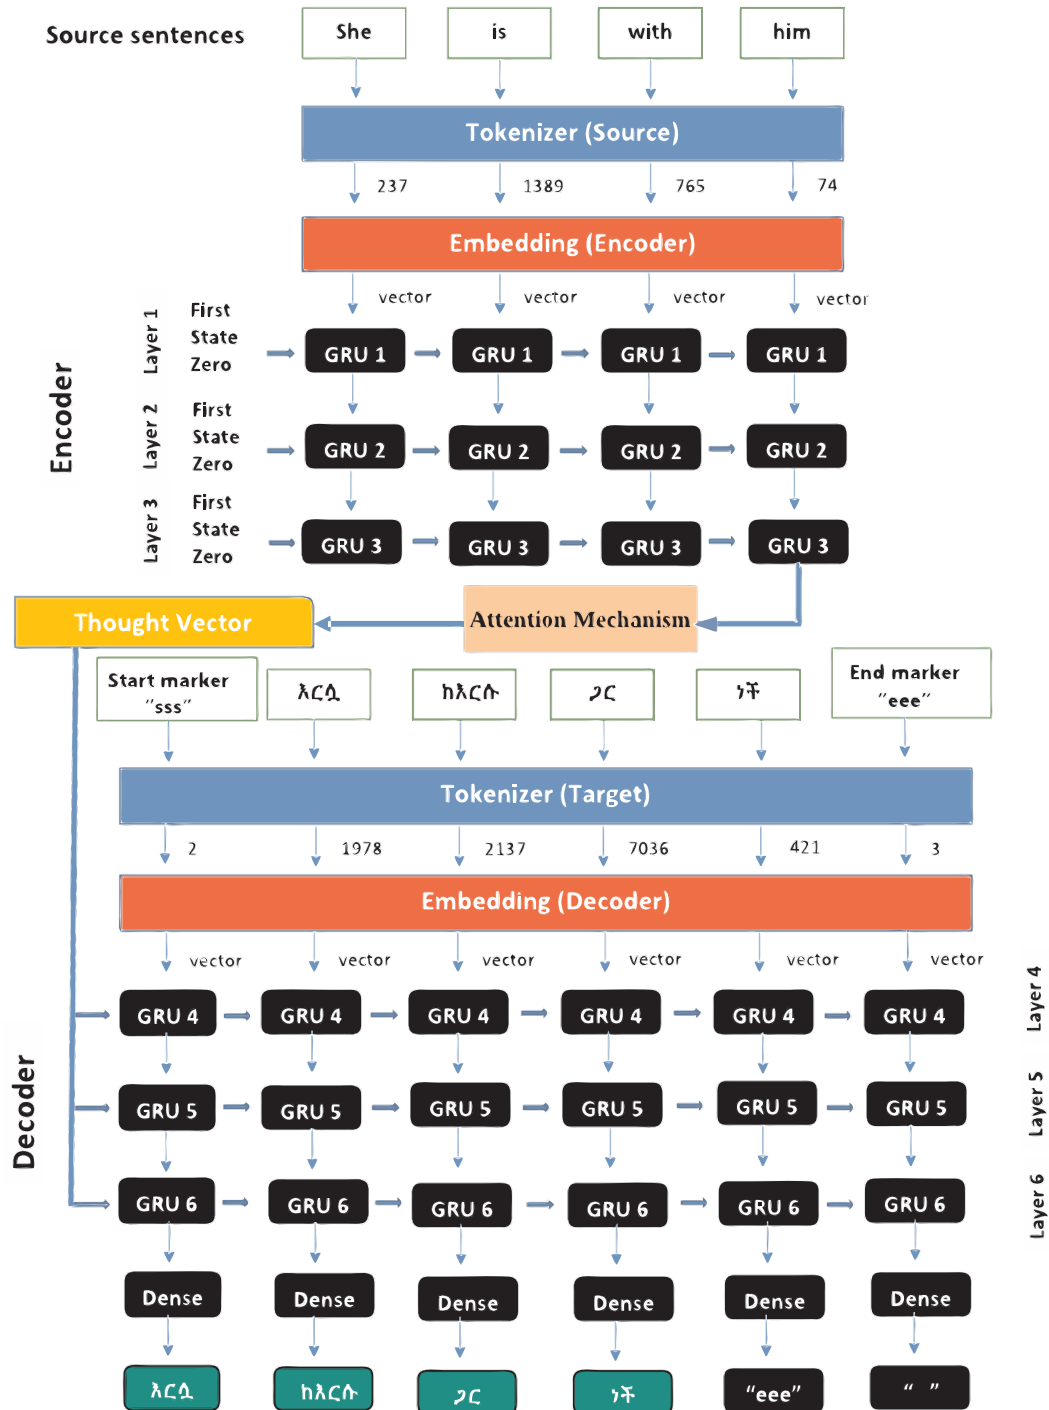 Source sentences
She is with him
Tokenizer (Source)
237 1389 765 74
Embedding (Encoder)
vector vector vector vector
Encoder
Layer 1
First
State
Zero
GRU 1 GRU 1 GRU 1 GRU 1
Layer 2
First
State
Zero
GRU 2 GRU 2 GRU 2 GRU 2
Layer 3
First
State
Zero
GRU 3 GRU 3 GRU 3 GRU 3
Thought Vector
Attention Mechanism
Start marker
"sss"
እርሷ ከእርሱ ጋር ነች
End marker
"eee"
Tokenizer (Target)
2 1978 2137 7036 421 3
Embedding (Decoder)
vector vector vector vector vector vector
Decoder
GRU 4 GRU 4 GRU 4 GRU 4 GRU 4 GRU 4
Layer 4
GRU 5 GRU 5 GRU 5 GRU 5 GRU 5 GRU 5
Layer 5
GRU 6 GRU 6 GRU 6 GRU 6 GRU 6 GRU 6
Layer 6
Dense Dense Dense Dense Dense Dense
እርሷ ከእርሱ ጋር ነች "eee" " "